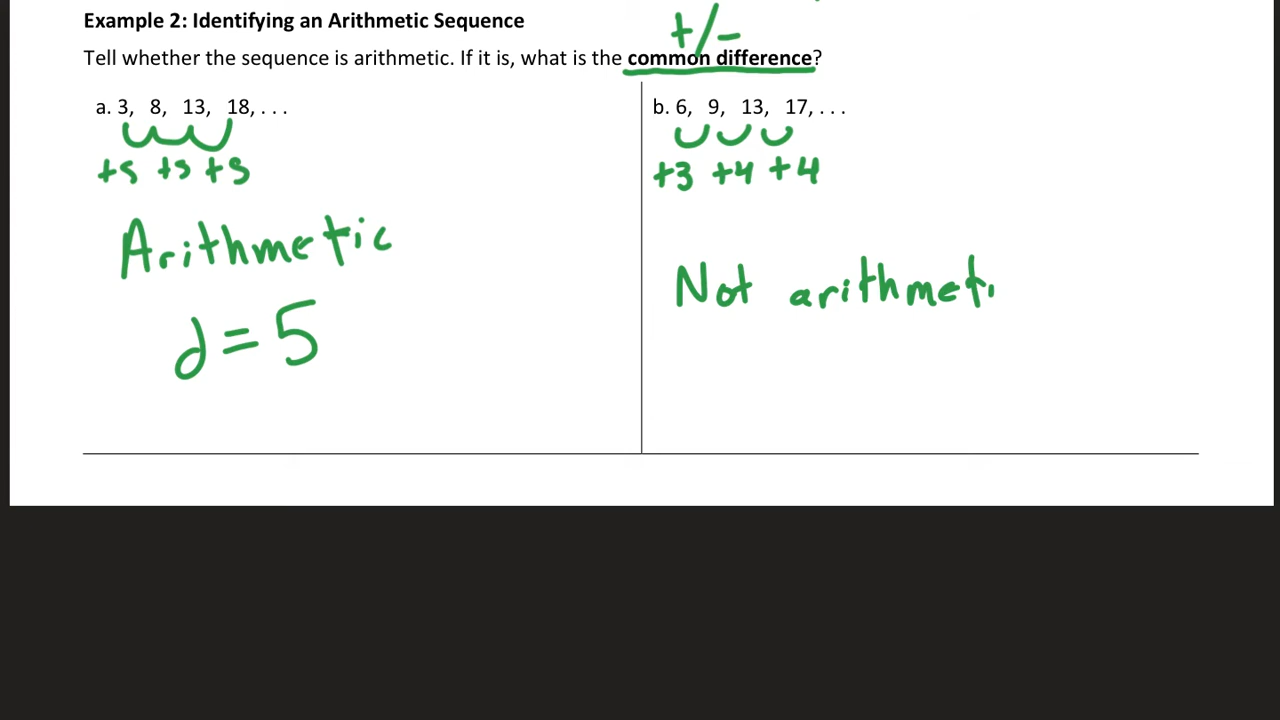 Example 2: Identifying an Arithmetic Sequence
+/-
Tell whether the sequence is arithmetic. If it is, what is the common difference?
a. 3, 8, 13, 18, . . .
+5 +5 +5
Arithmetic
d = 5
b. 6, 9, 13, 17, . . .
+3 +4 +4
Not arithmeti